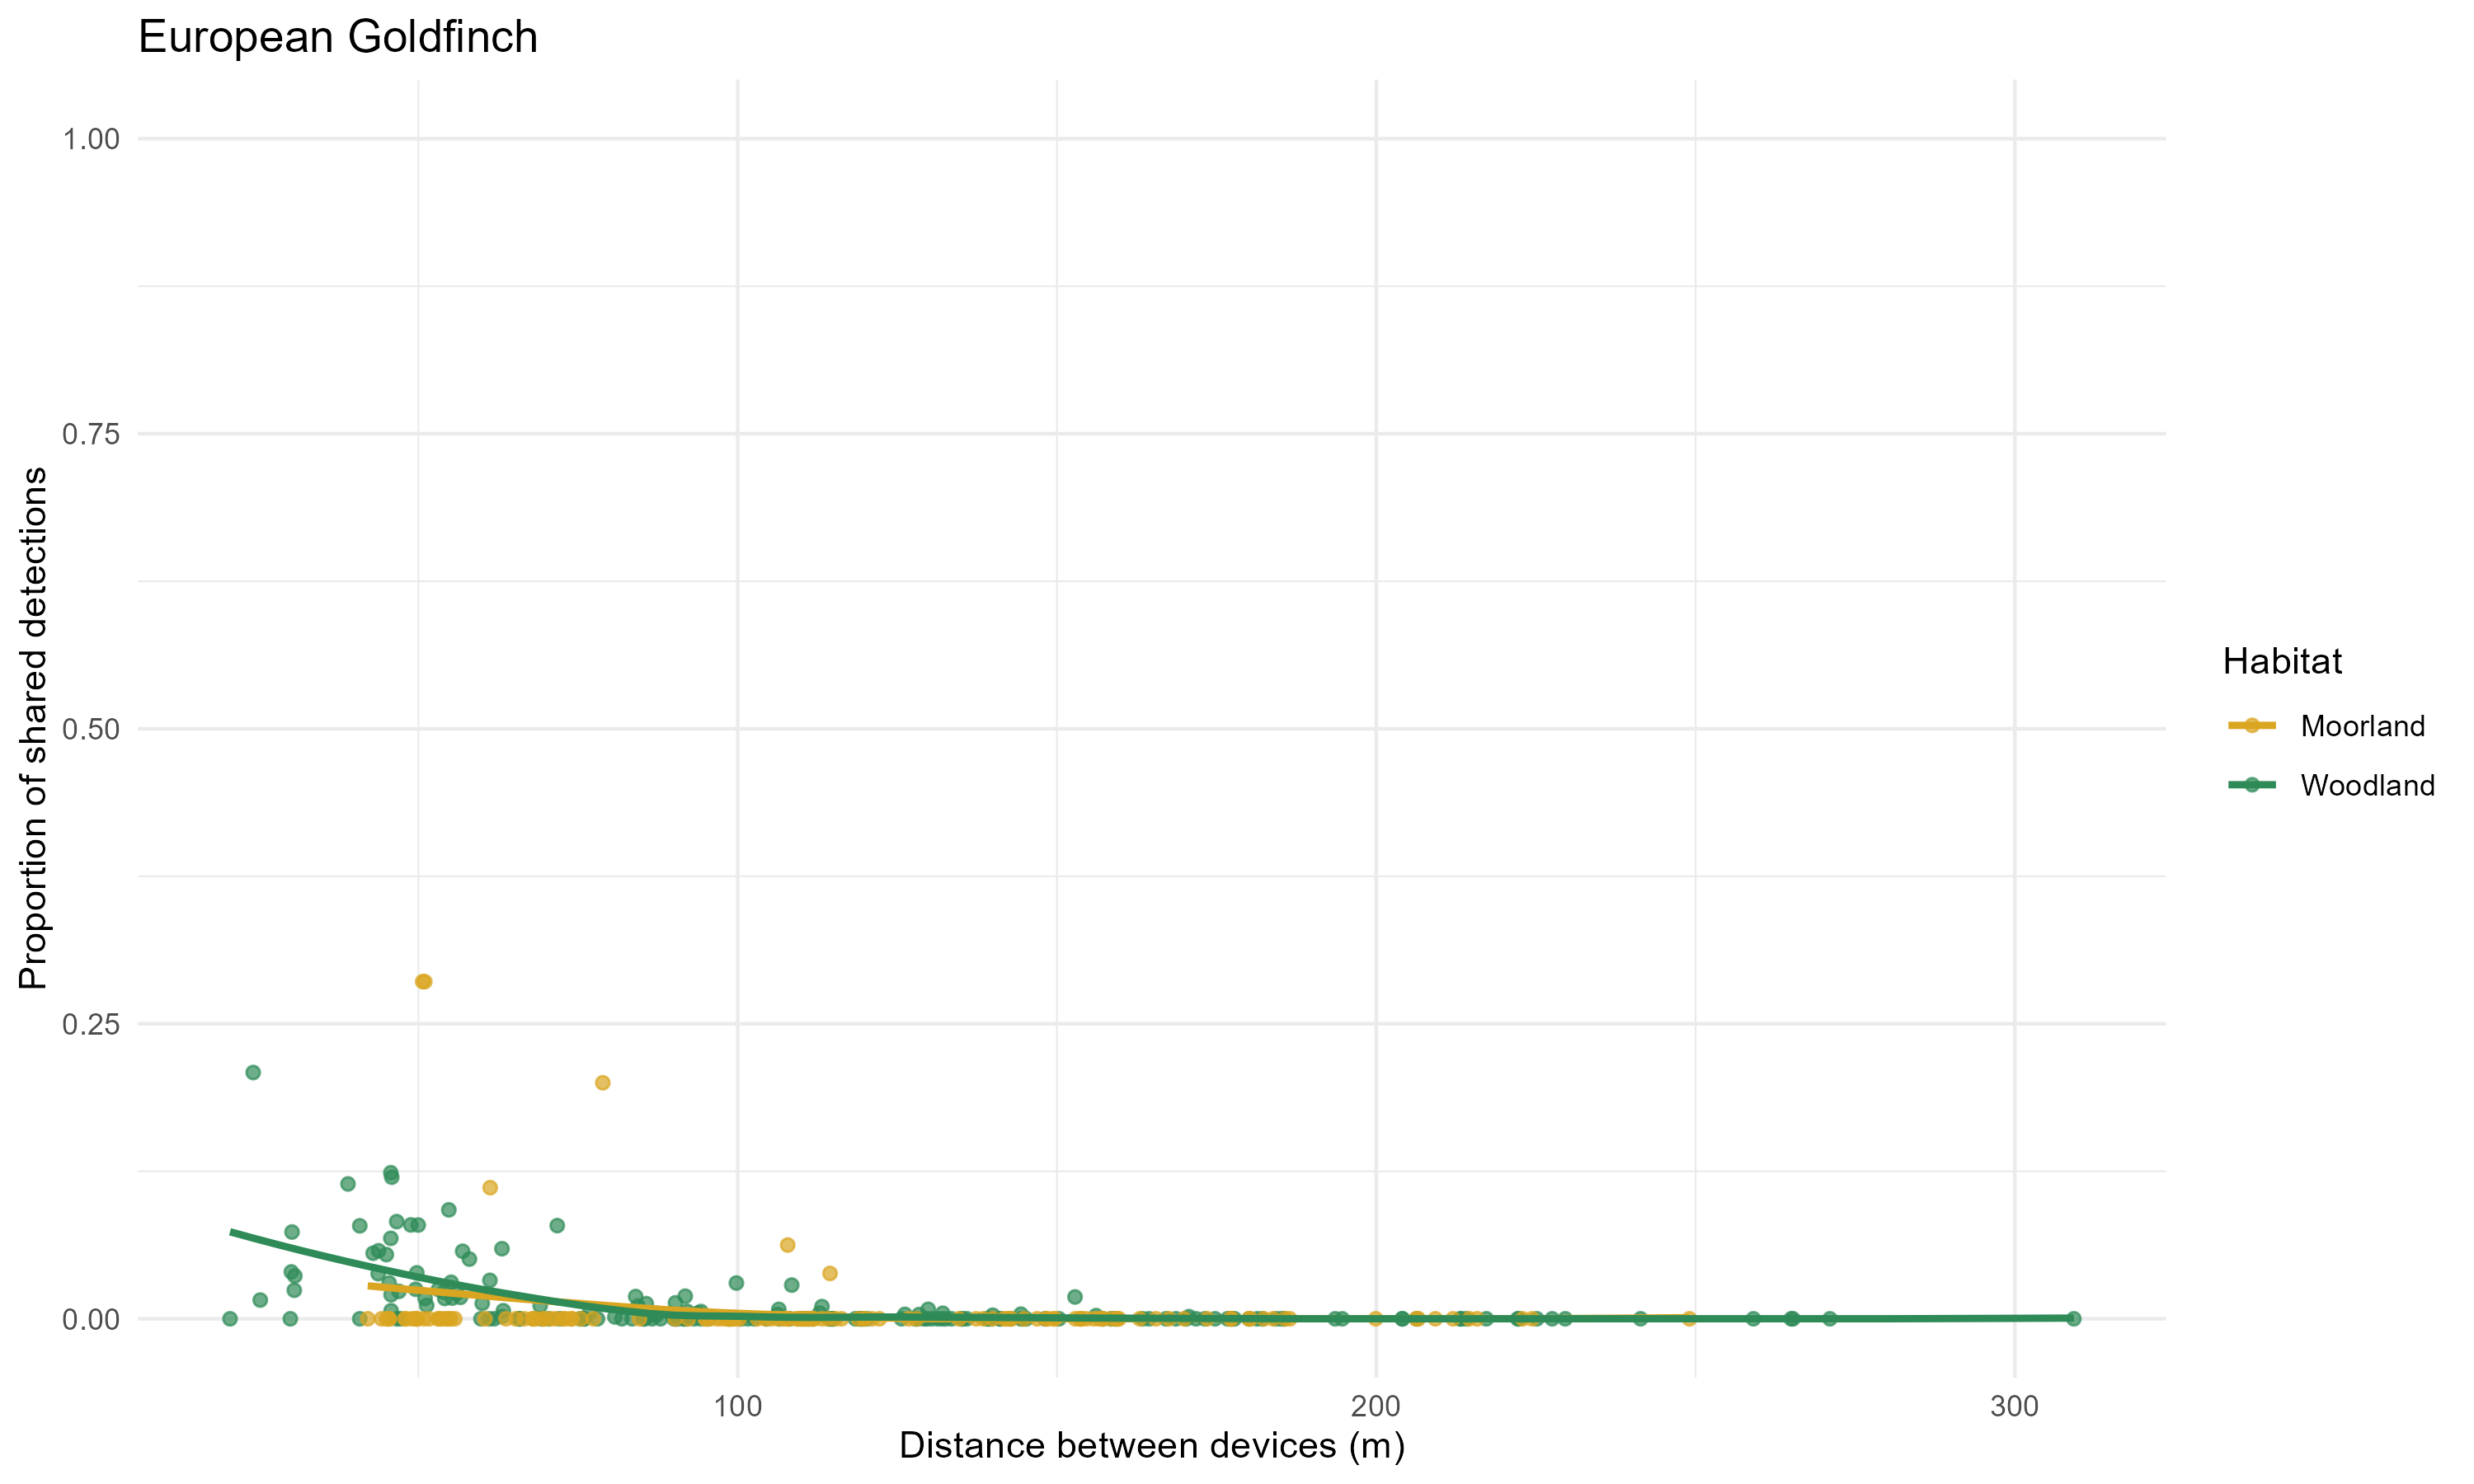 European Goldfinch
1.00
0.75
0.50
0.25
0.00
Proportion of shared detections
100
200
300
Distance between devices (m)
Habitat
Moorland
Woodland